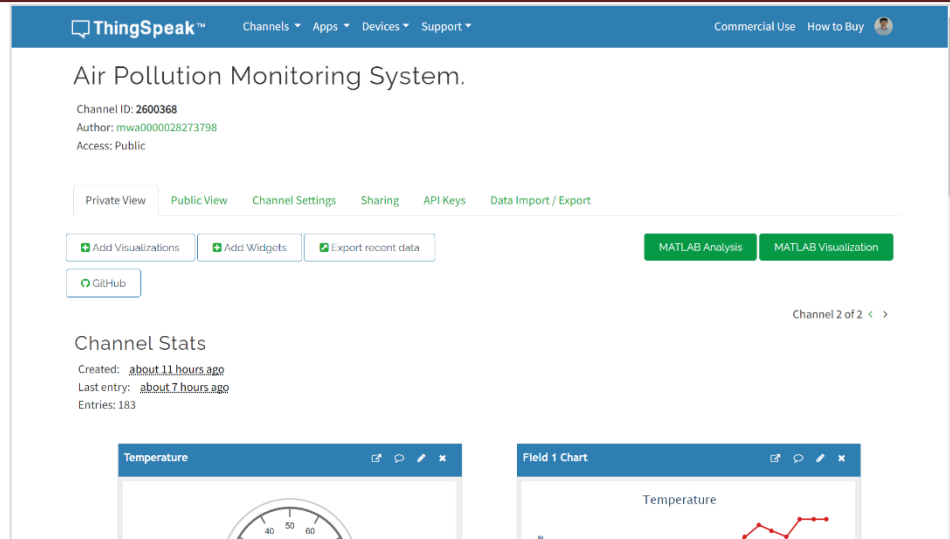 ThingSpeak™ Channels Apps Devices Support Commercial Use How to Buy
Air Pollution Monitoring System.
Channel ID: 2600368
Author: mwa0000028273798
Access: Public
Private View Public View Channel Settings Sharing API Keys Data Import / Export
Add Visualizations Add Widgets Export recent data MATLAB Analysis MATLAB Visualization
GitHub
Channel 2 of 2 < >
Channel Stats
Created: about 11 hours ago
Last entry: about 7 hours ago
Entries: 183
Temperature
Field 1 Chart
Temperature
40 50 60